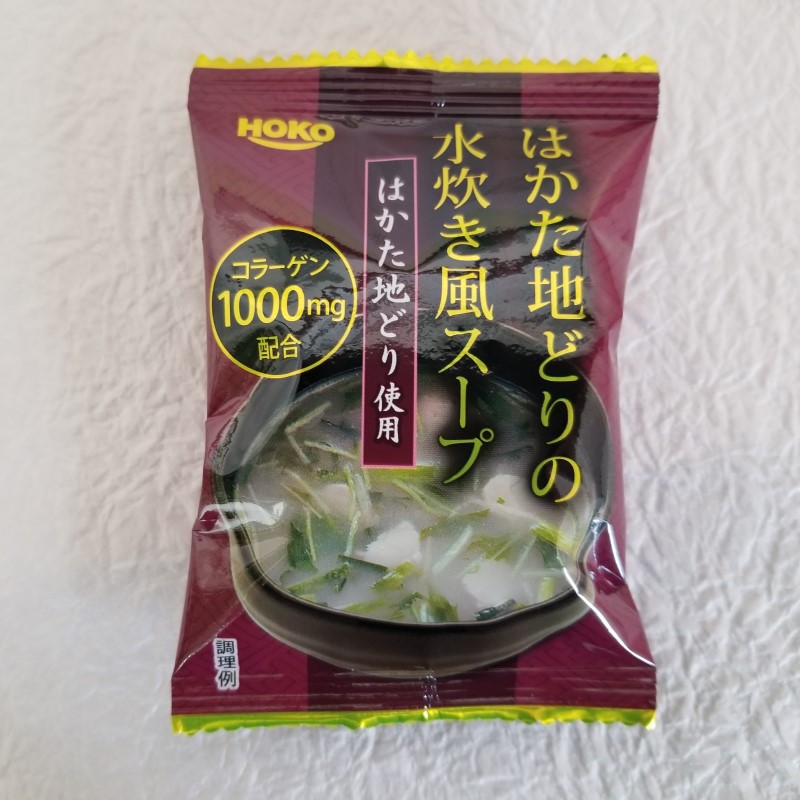 HOKO
はかた地どりの
水炊き風スープ
はかた地どり使用
コラーゲン
1000mg
配合
調理例